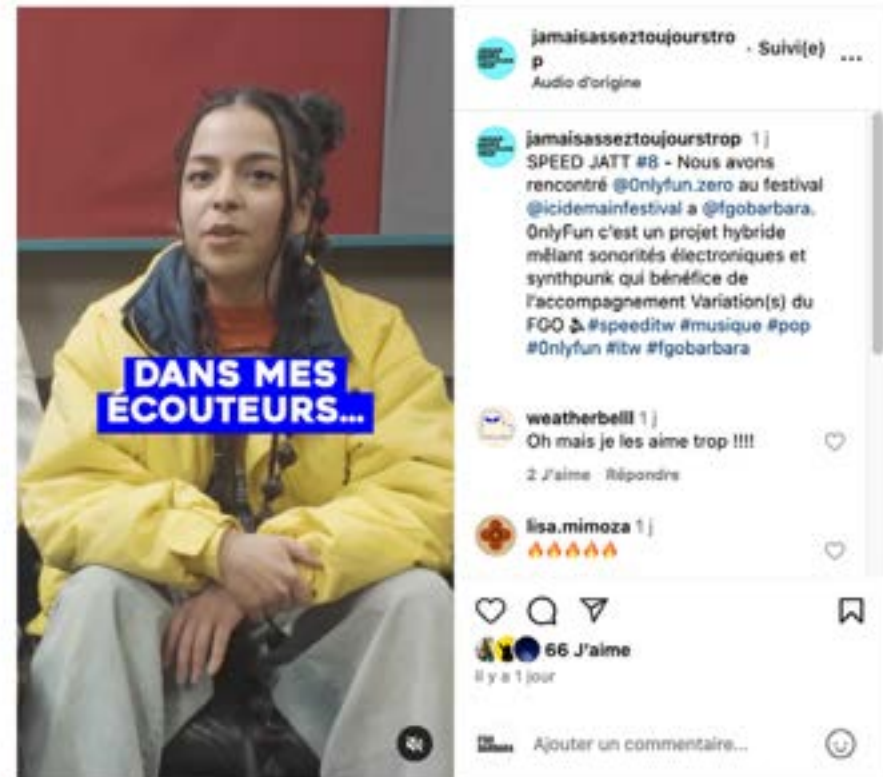 DANS MES
ÉCOUTEURS...
jamaisasseztoujourstro
p
· Suivi(e)
...
Audio d'origine
jamaisasseztoujourstrop 1 j
SPEED JATT #8 - Nous avons
rencontré @0nlyfun.zero au festival
@icidemainfestival a @fgobarbara.
0nlyFun c'est un projet hybride
mêlant sonorités électroniques et
synthpunk qui bénéfice de
l'accompagnement Variation(s) du
FGO #speeditw #musique #pop
#0nlyfun #itw #fgobarbara
weatherbelll 1 j
Oh mais je les aime trop !!!!
2 J'aime Répondre
lisa.mimoza 1 j
🔥🔥🔥🔥🔥
66 J'aime
il y a 1 jour
Ajouter un commentaire...